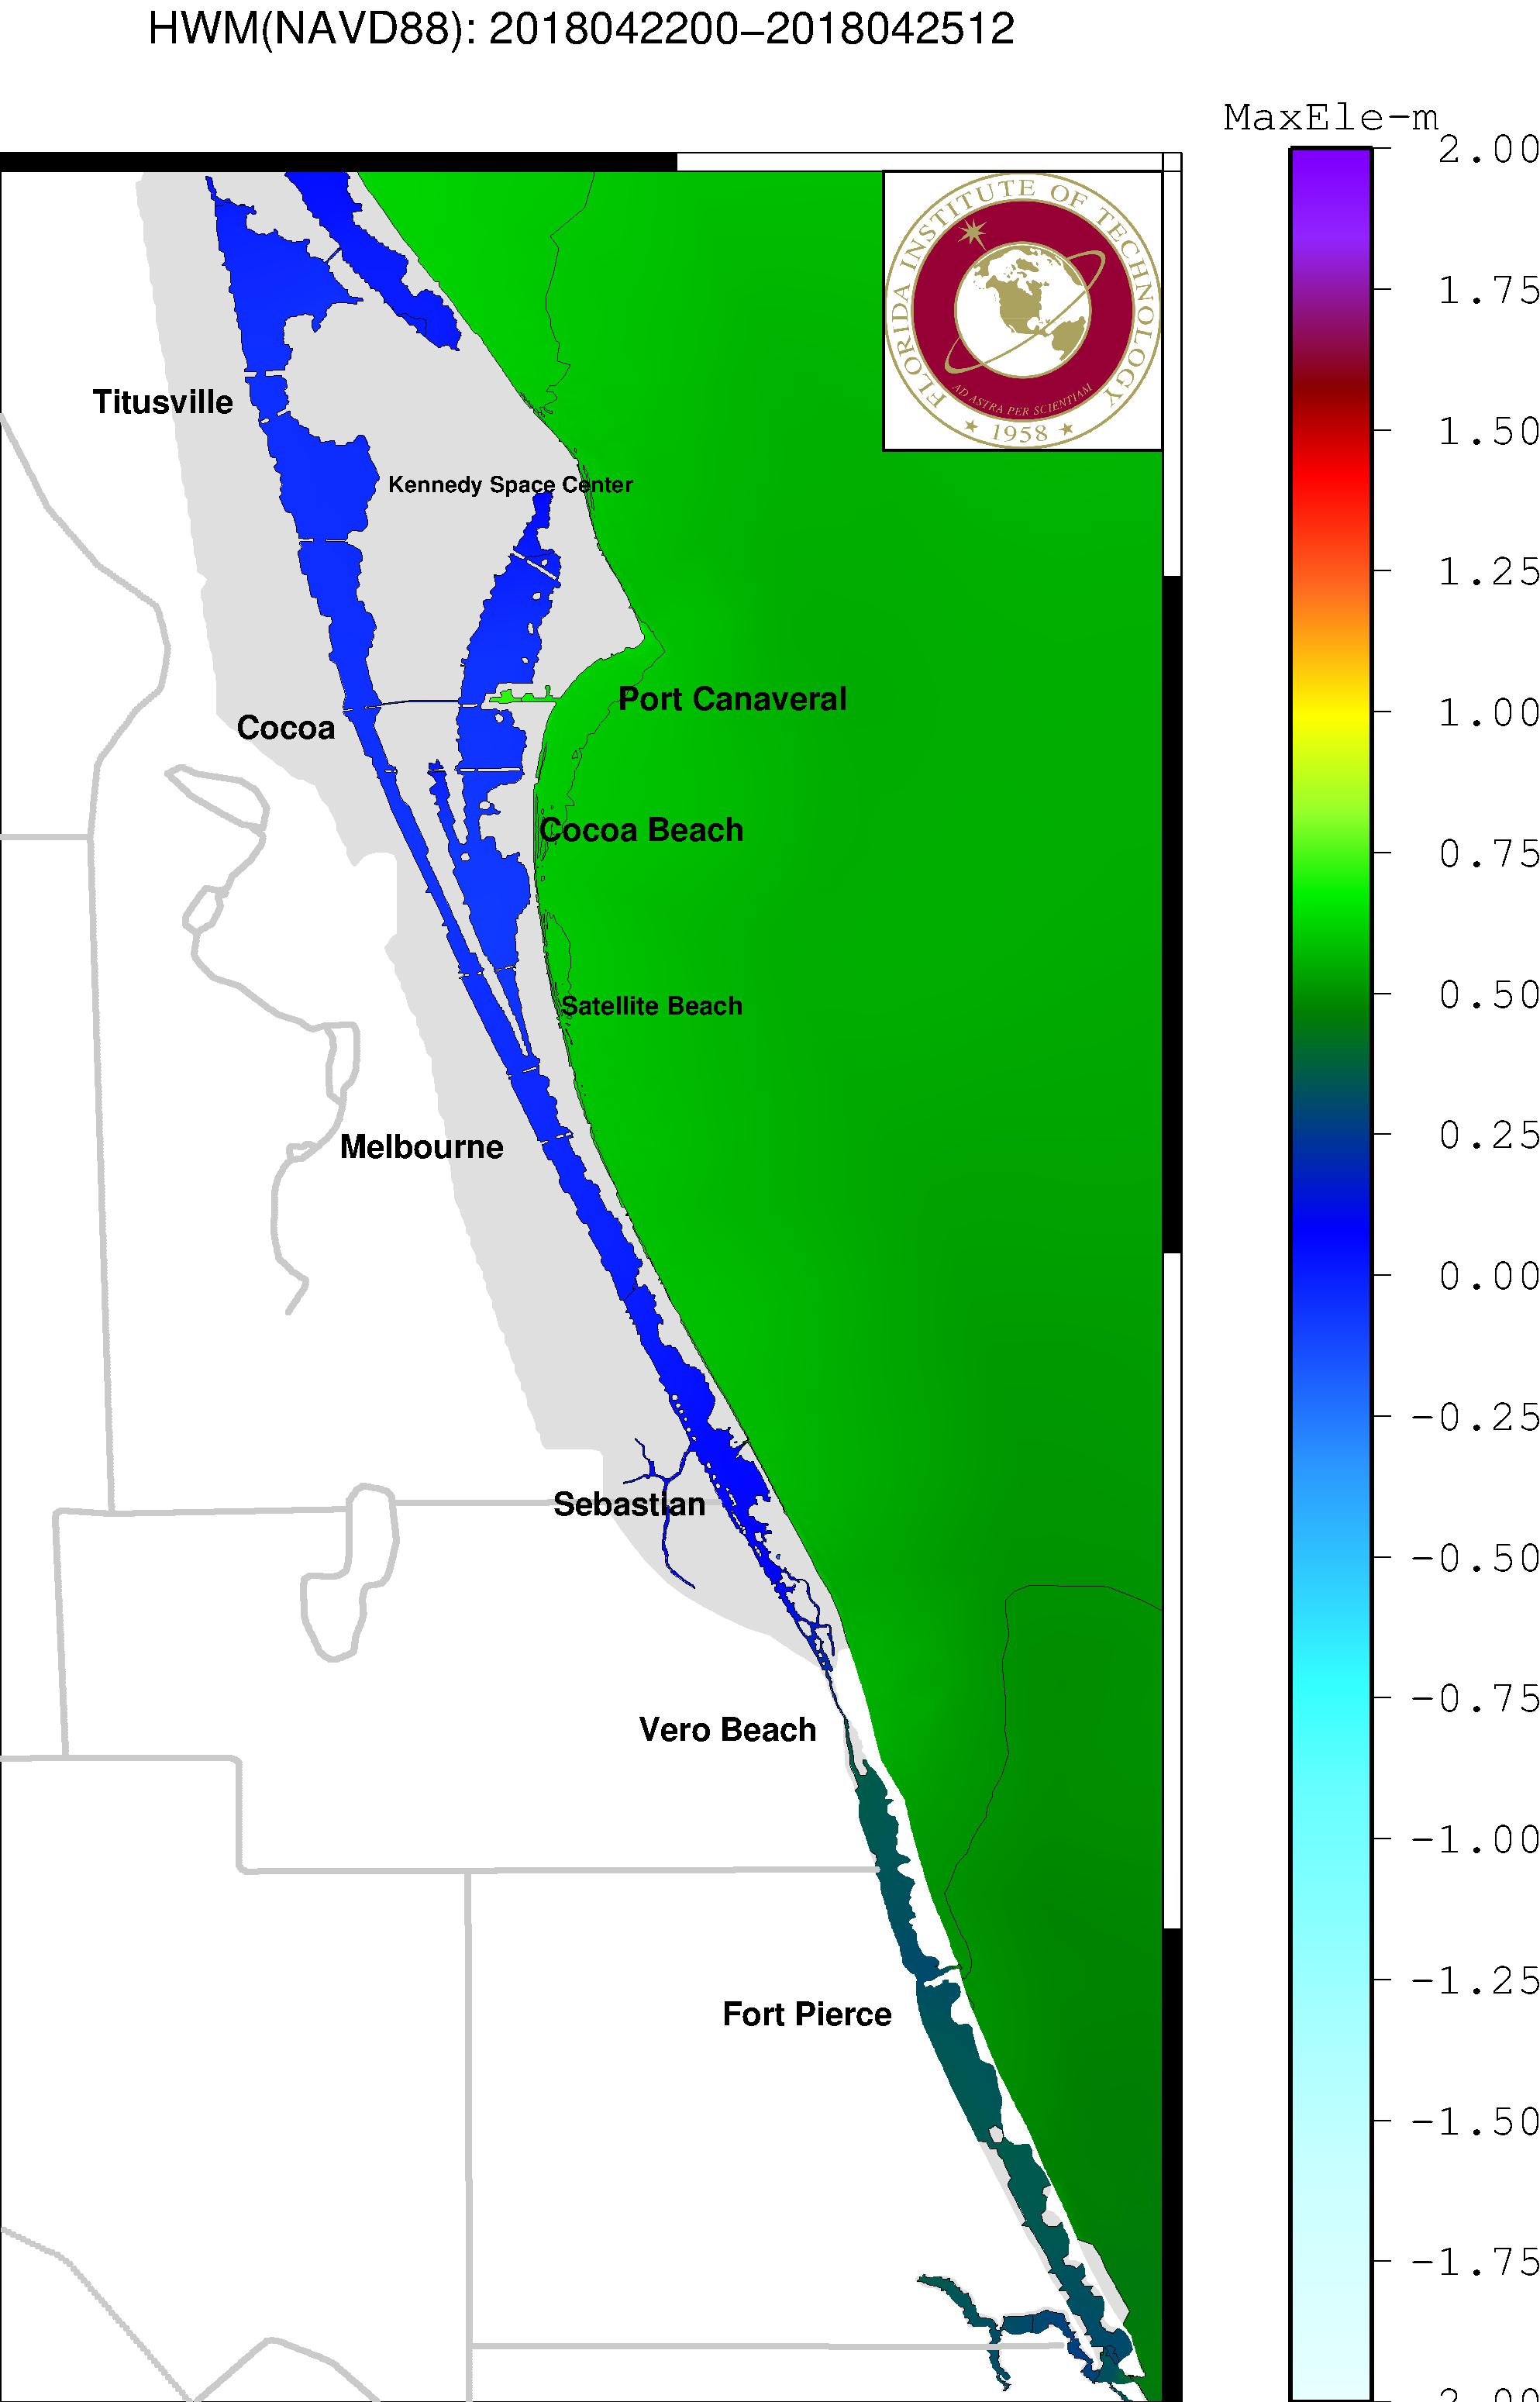 HWM(NAVD88): 2018042200−2018042512
MaxEle−m
2.00
1.75
1.50
1.25
1.00
0.75
0.50
0.25
0.00
−0.25
−0.50
−0.75
−1.00
−1.25
−1.50
−1.75
2.00
FLORIDA INSTITUTE OF TECHNOLOGY
AD ASTRA PER SCIENTIAM
1958
Titusville
Kennedy Space Center
Port Canaveral
Cocoa
Cocoa Beach
Satellite Beach
Melbourne
Sebastian
Vero Beach
Fort Pierce